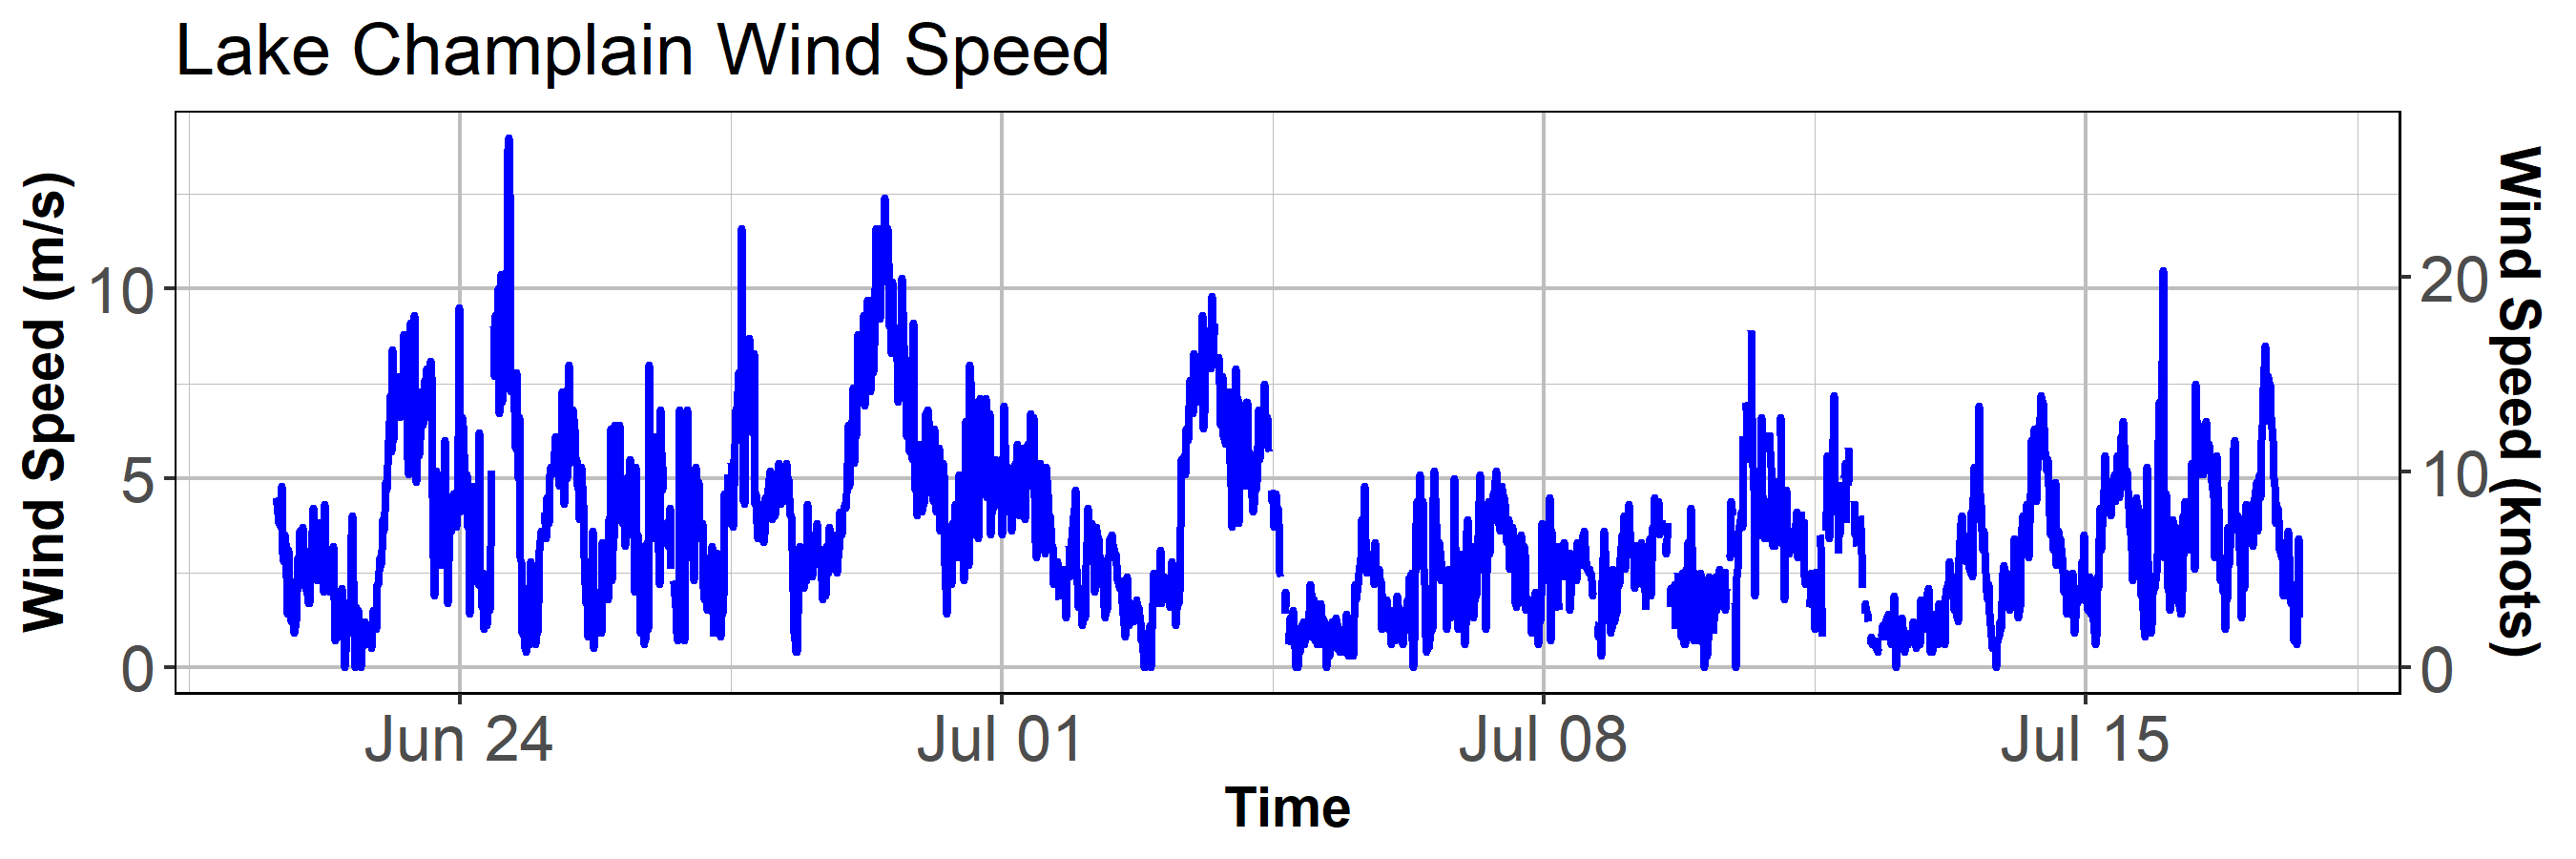 Lake Champlain Wind Speed
Wind Speed (m/s)
10
5
0
20
10
0
Wind Speed (knots)
Jun 24
Jul 01
Jul 08
Jul 15
Time